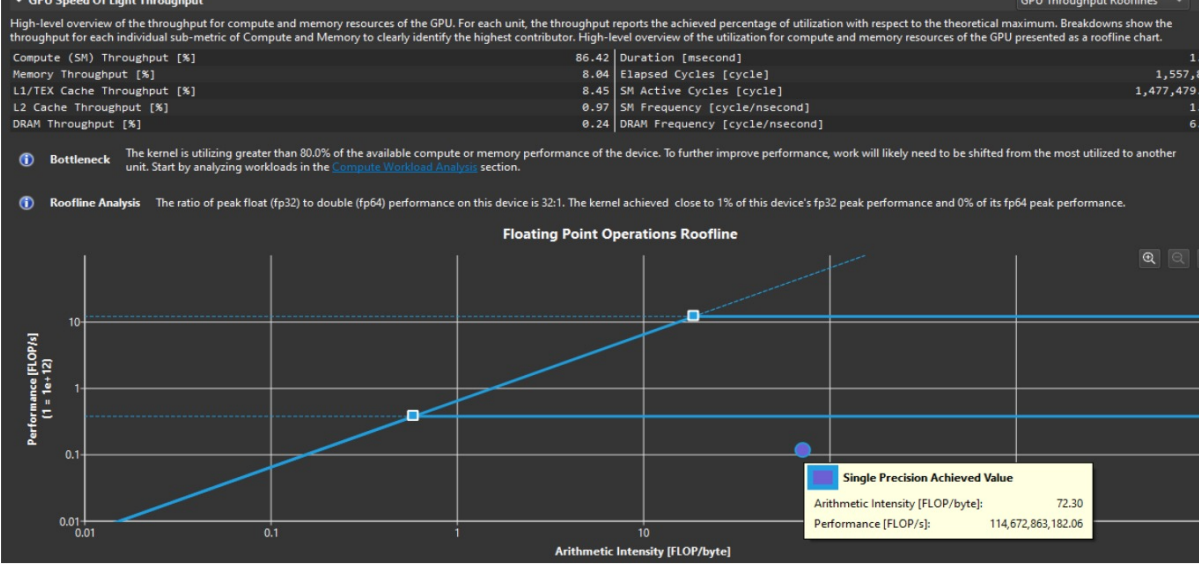 GPU Speed Of Light Throughput
GPU Throughput Rooflines
High-level overview of the throughput for compute and memory resources of the GPU. For each unit, the throughput reports the achieved percentage of utilization with respect to the theoretical maximum. Breakdowns show the
throughput for each individual sub-metric of Compute and Memory to clearly identify the highest contributor. High-level overview of the utilization for compute and memory resources of the GPU presented as a roofline chart.
Compute (SM) Throughput [%] 86.42 Duration [msecond] 1.
Memory Throughput [%] 8.04 Elapsed Cycles [cycle] 1,557,8
L1/TEX Cache Throughput [%] 8.45 SM Active Cycles [cycle] 1,477,479.
L2 Cache Throughput [%] 0.97 SM Frequency [cycle/nsecond] 1.
DRAM Throughput [%] 0.24 DRAM Frequency [cycle/nsecond] 6.
Bottleneck The kernel is utilizing greater than 80.0% of the available compute or memory performance of the device. To further improve performance, work will likely need to be shifted from the most utilized to another
unit. Start by analyzing workloads in the Compute Workload Analysis section.
Roofline Analysis The ratio of peak float (fp32) to double (fp64) performance on this device is 32:1. The kernel achieved close to 1% of this device's fp32 peak performance and 0% of its fp64 peak performance.
Floating Point Operations Roofline
Performance [FLOP/s]
(1 = 1e+12)
10
1
0.1
0.01
Single Precision Achieved Value
Arithmetic Intensity [FLOP/byte]: 72.30
Performance [FLOP/s]: 114,672,863,182.06
0.01 0.1 1 10
Arithmetic Intensity [FLOP/byte]